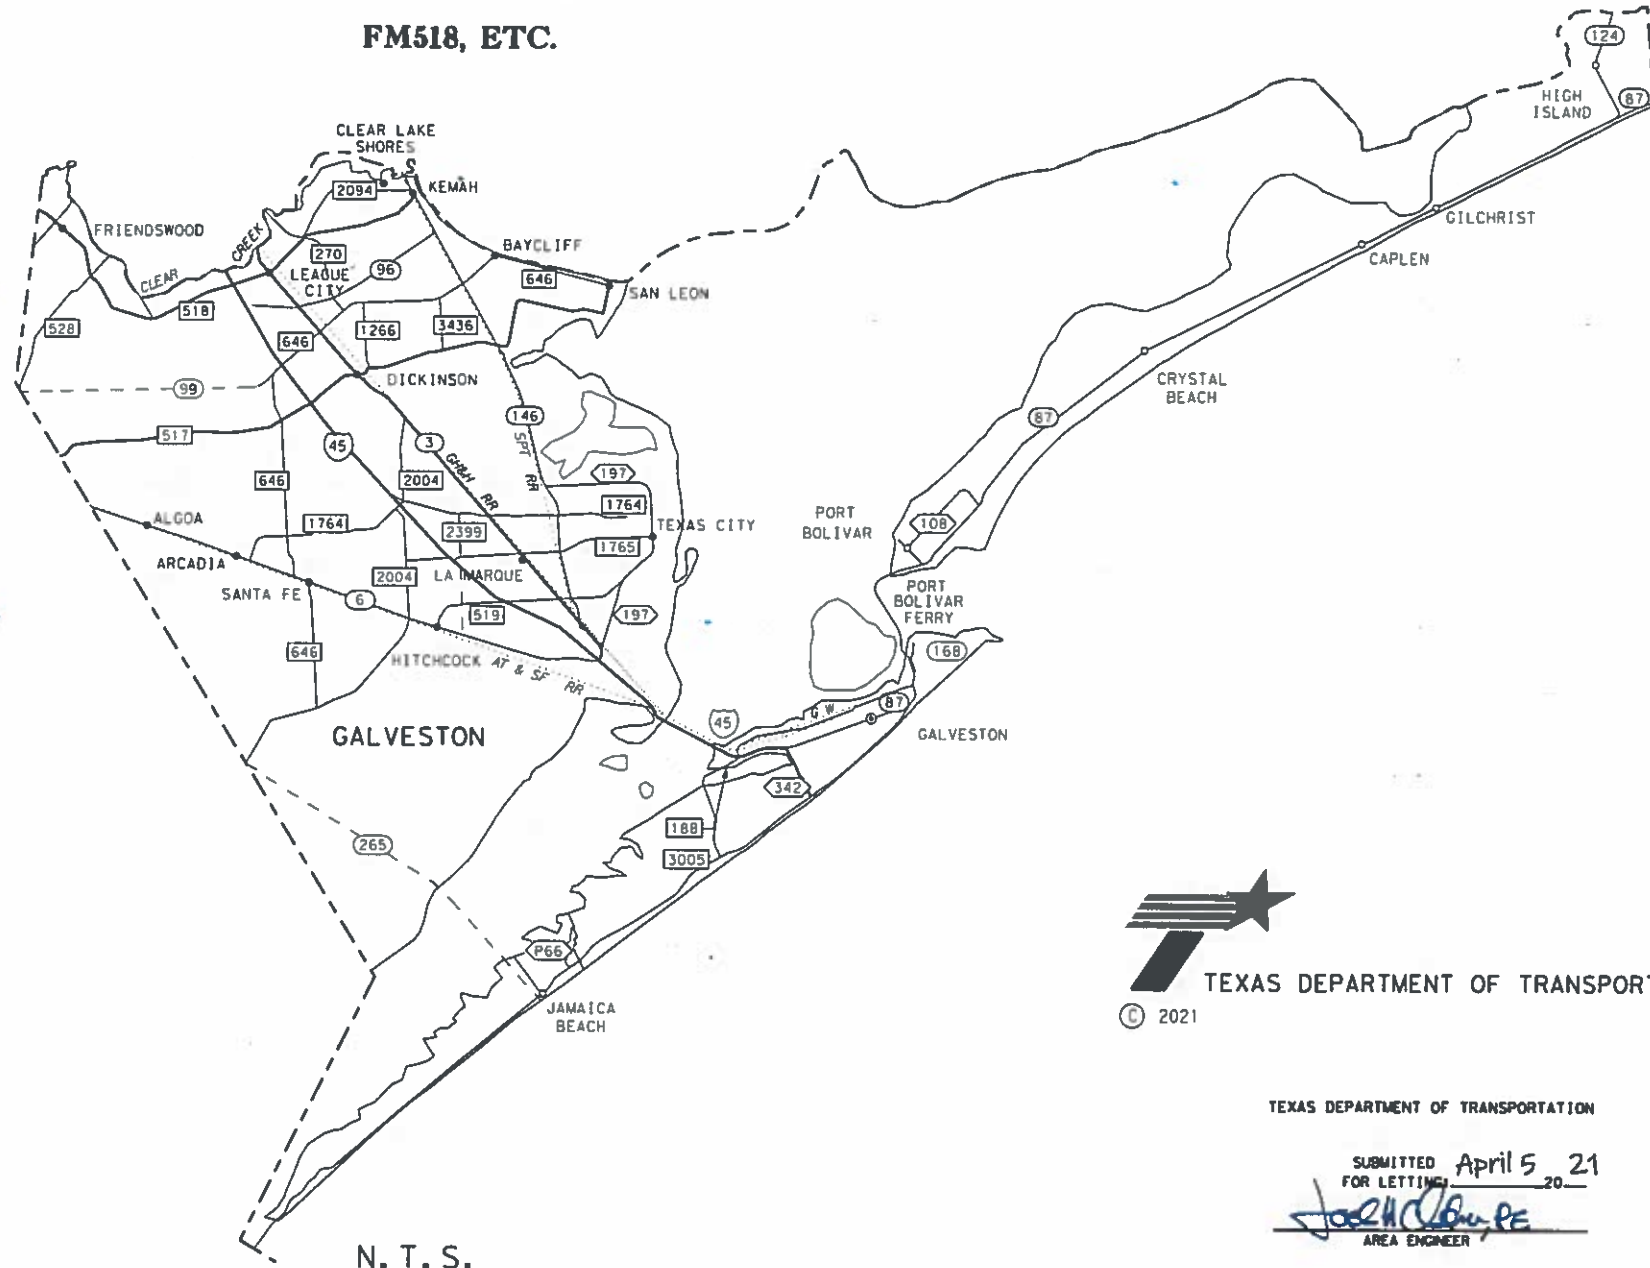 FM518, ETC.
124
HIGH
ISLAND
87
CLEAR LAKE
SHORES
2094
KEMAH
FRIENDSWOOD
CREEK
CLEAR
270
LEAGUE
CITY
96
BAYCLIFF
646
SAN LEON
GILCHRIST
CAPLEN
518
528
646
1266
3436
99
DICKINSON
CRYSTAL
BEACH
517
45
3
146
87
SPT RR
GH&H RR
197
646
2004
1764
PORT
BOLIVAR
108
ALGOA
1764
2399
TEXAS CITY
1765
ARCADIA
2004
LA MARQUE
SANTA FE
6
519
197
PORT
BOLIVAR
FERRY
168
646
HITCHCOCK
AT & SF RR
GALVESTON
45
G W
87
GALVESTON
342
188
3005
265
P66
JAMAICA
BEACH
TEXAS DEPARTMENT OF TRANSPORT
© 2021
TEXAS DEPARTMENT OF TRANSPORTATION
SUBMITTED
FOR LETTING: April 5 20 21
PE
AREA ENGINEER
N. T. S.